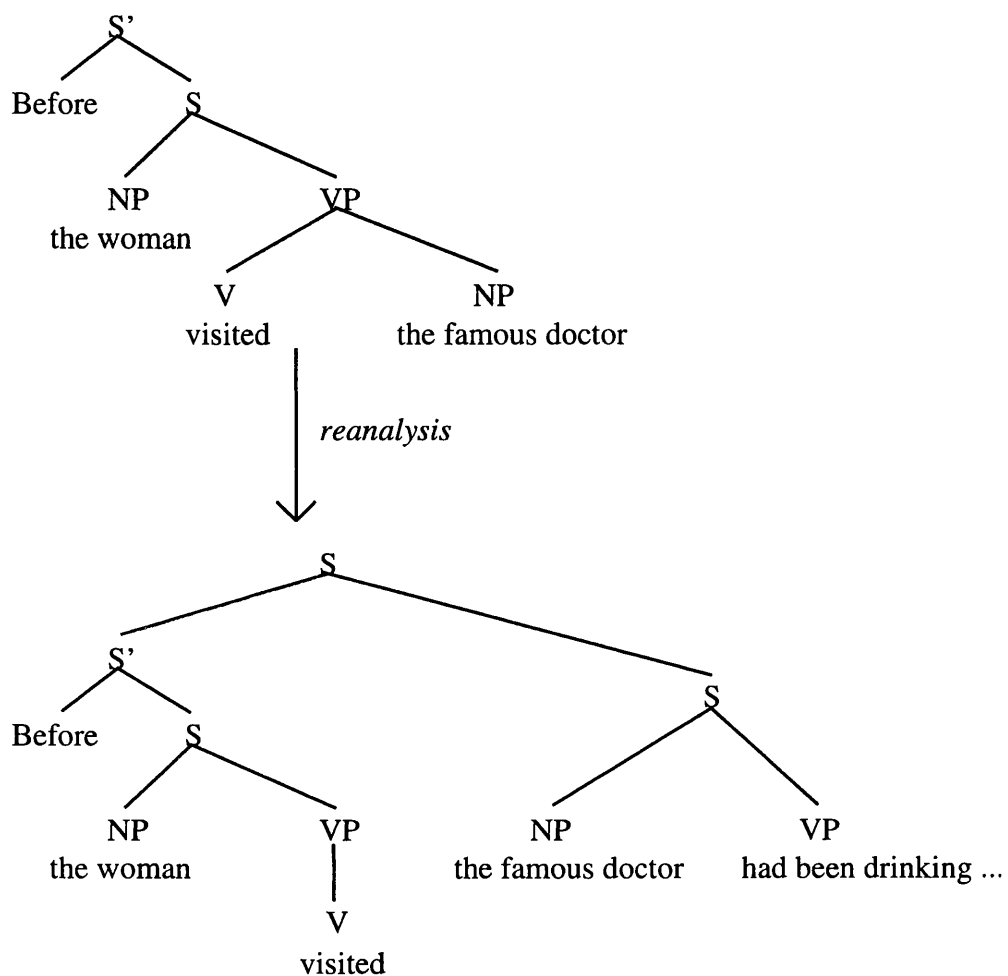 S’
Before S
NP VP
the woman
V NP
visited the famous doctor
reanalysis
S
S’
S
Before S
NP VP NP VP
the woman the famous doctor had been drinking ...
V
visited